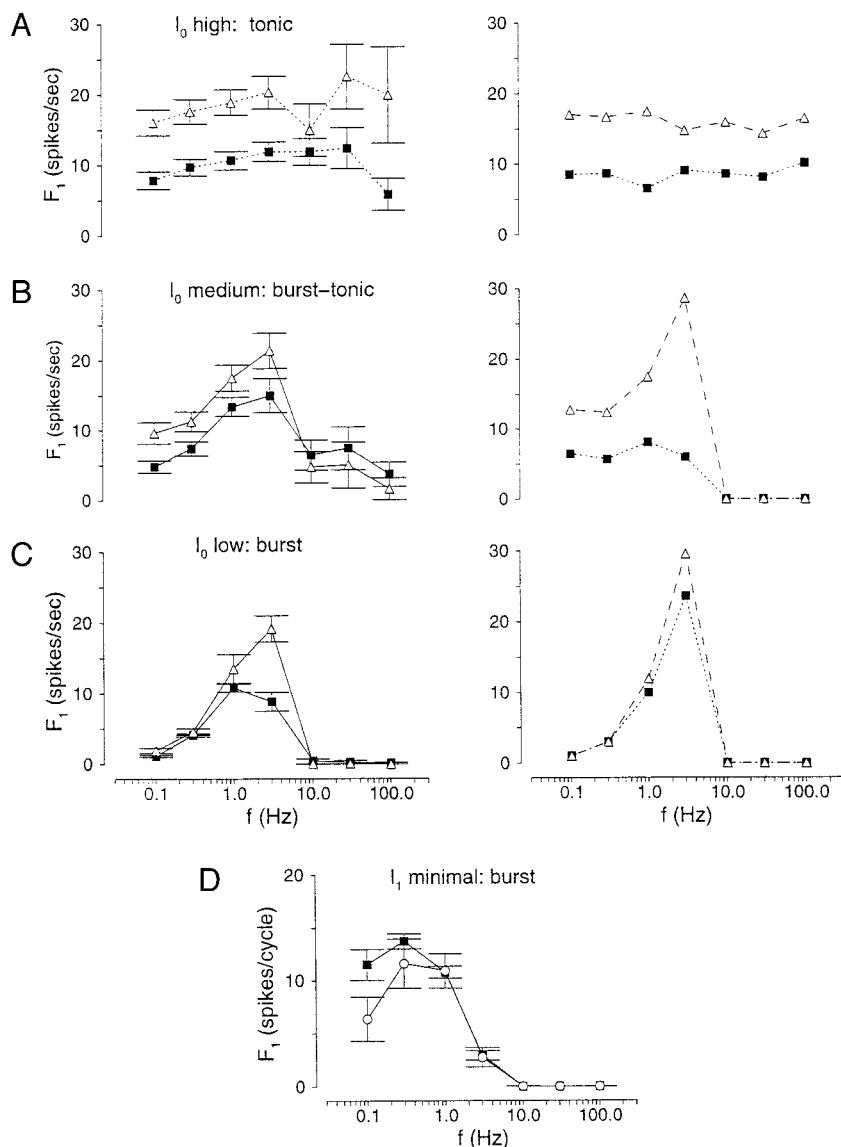 A
I₀ high: tonic
F₁ (spikes/sec)
30
20
10
0
F₁ (spikes/sec)
30
20
10
0
B
I₀ medium: burst–tonic
F₁ (spikes/sec)
30
20
10
0
30
20
10
0
C
I₀ low: burst
F₁ (spikes/sec)
30
20
10
0
0.1 1.0 10.0 100.0
f (Hz)
30
20
10
0
0.1 1.0 10.0 100.0
f (Hz)
D
I₁ minimal: burst
F₁ (spikes/cycle)
20
10
0
0.1 1.0 10.0 100.0
f (Hz)